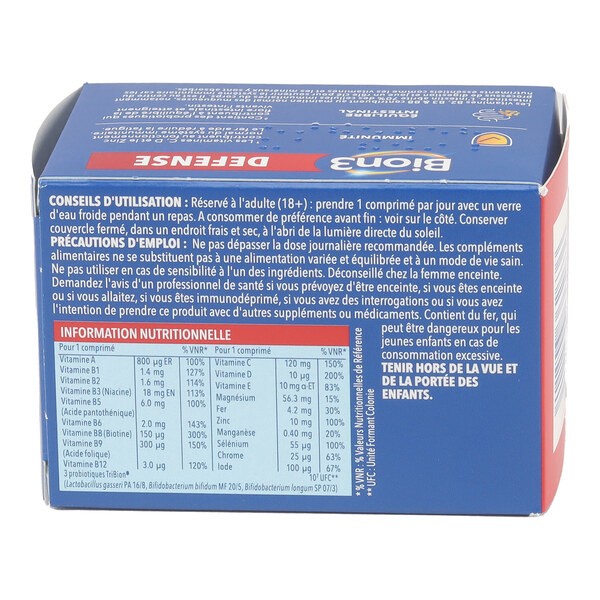 Bion3
DEFENSE
IMMUNITÉ
ÉQUILIBRE
INTESTINAL
CONSEILS D'UTILISATION : Réservé à l'adulte (18+) : prendre 1 comprimé par jour avec un verre
d'eau froide pendant un repas. A consommer de préférence avant fin : voir sur le côté. Conserver
couvercle fermé, dans un endroit frais et sec, à l'abri de la lumière directe du soleil.
PRÉCAUTIONS D'EMPLOI : Ne pas dépasser la dose journalière recommandée. Les compléments
alimentaires ne se substituent pas à une alimentation variée et équilibrée et à un mode de vie sain.
Ne pas utiliser en cas de sensibilité à l'un des ingrédients. Déconseillé chez la femme enceinte.
Demandez l'avis d'un professionnel de santé si vous prévoyez d'être enceinte, si vous êtes enceinte
ou si vous allaitez, si vous êtes immunodéprimé, si vous avez des interrogations ou si vous avez
l'intention de prendre ce produit avec d'autres suppléments ou médicaments. Contient du fer, qui
peut être dangereux pour les
jeunes enfants en cas de
consommation excessive.
TENIR HORS DE LA VUE ET
DE LA PORTÉE DES
ENFANTS.
INFORMATION NUTRITIONNELLE
Pour 1 comprimé % VNR*
Vitamine A 800 µg ER 100%
Vitamine B1 1.4 mg 127%
Vitamine B2 1.6 mg 114%
Vitamine B3 (Niacine) 18 mg EN 113%
Vitamine B5 6.0 mg 100%
(Acide pantothénique)
Vitamine B6 2.0 mg 143%
Vitamine B8 (Biotine) 150 µg 300%
Vitamine B9 300 µg 150%
(Acide folique)
Vitamine B12 3.0 µg 120%
Pour 1 comprimé % VNR*
Vitamine C 120 mg 150%
Vitamine D 10 µg 200%
Vitamine E 10 mg α-ET 83%
Magnésium 56.3 mg 15%
Fer 4.2 mg 30%
Zinc 10 mg 100%
Manganèse 0.40 mg 20%
Sélénium 55 µg 100%
Chrome 25 µg 63%
Iode 100 µg 67%
3 probiotiques TriBion® 10⁷ UFC**
(Lactobacillus gasseri PA 16/8, Bifidobacterium bifidum MF 20/5, Bifidobacterium longum SP 07/3)
* % VNR : % Valeurs Nutritionnelles de Référence
** UFC : Unité Formant Colonie